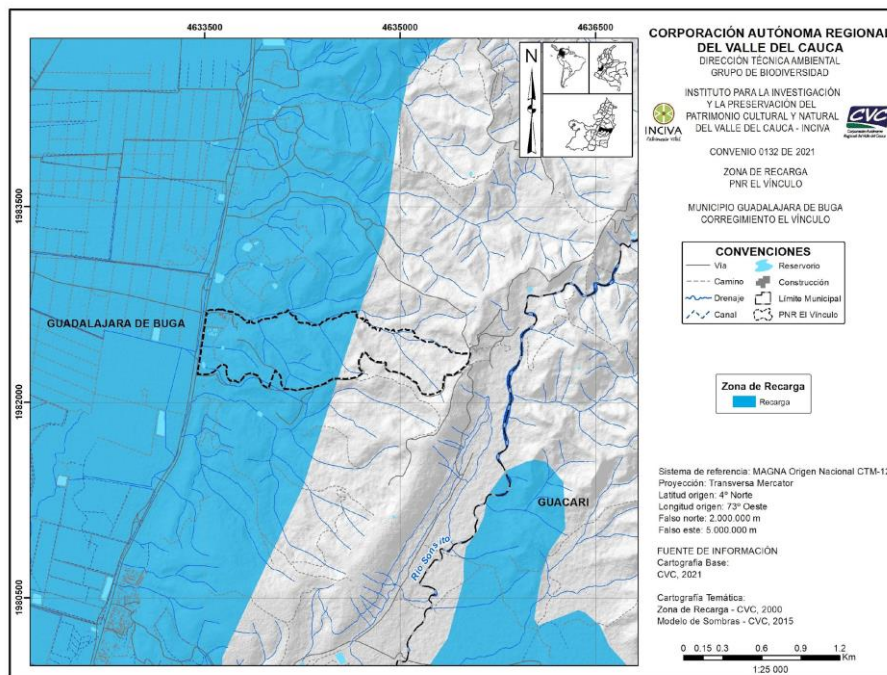 4633500
4635000
4636500
1983500
1982000
1980500
N
GUADALAJARA DE BUGA
GUACARI
CORPORACIÓN AUTÓNOMA REGIONAL
DEL VALLE DEL CAUCA
DIRECCIÓN TÉCNICA AMBIENTAL
GRUPO DE BIODIVERSIDAD
INSTITUTO PARA LA INVESTIGACIÓN
Y LA PRESERVACIÓN DEL
PATRIMONIO CULTURAL Y NATURAL
DEL VALLE DEL CAUCA - INCIVA
INCIVA
CVC
CONVENIO 0132 DE 2021
ZONA DE RECARGA
PNR EL VÍNCULO
MUNICIPIO GUADALAJARA DE BUGA
CORREGIMIENTO EL VÍNCULO
CONVENCIONES
Vía
Camino
Drenaje
Canal
Reservorio
Construcción
Límite Municipal
PNR El Vínculo
Zona de Recarga
Recarga
Sistema de referencia: MAGNA Origen Nacional CTM-12
Proyección: Transversa Mercator
Latitud origen: 4° Norte
Longitud origen: 73° Oeste
Falso norte: 2.000.000 m
Falso este: 5.000.000 m
FUENTE DE INFORMACIÓN
Cartografía Base:
CVC, 2021
Cartografía Temática:
Zona de Recarga - CVC, 2000
Modelo de Sombras - CVC, 2015
0 0.15 0.3 0.6 0.9 1.2
Km
1:25 000